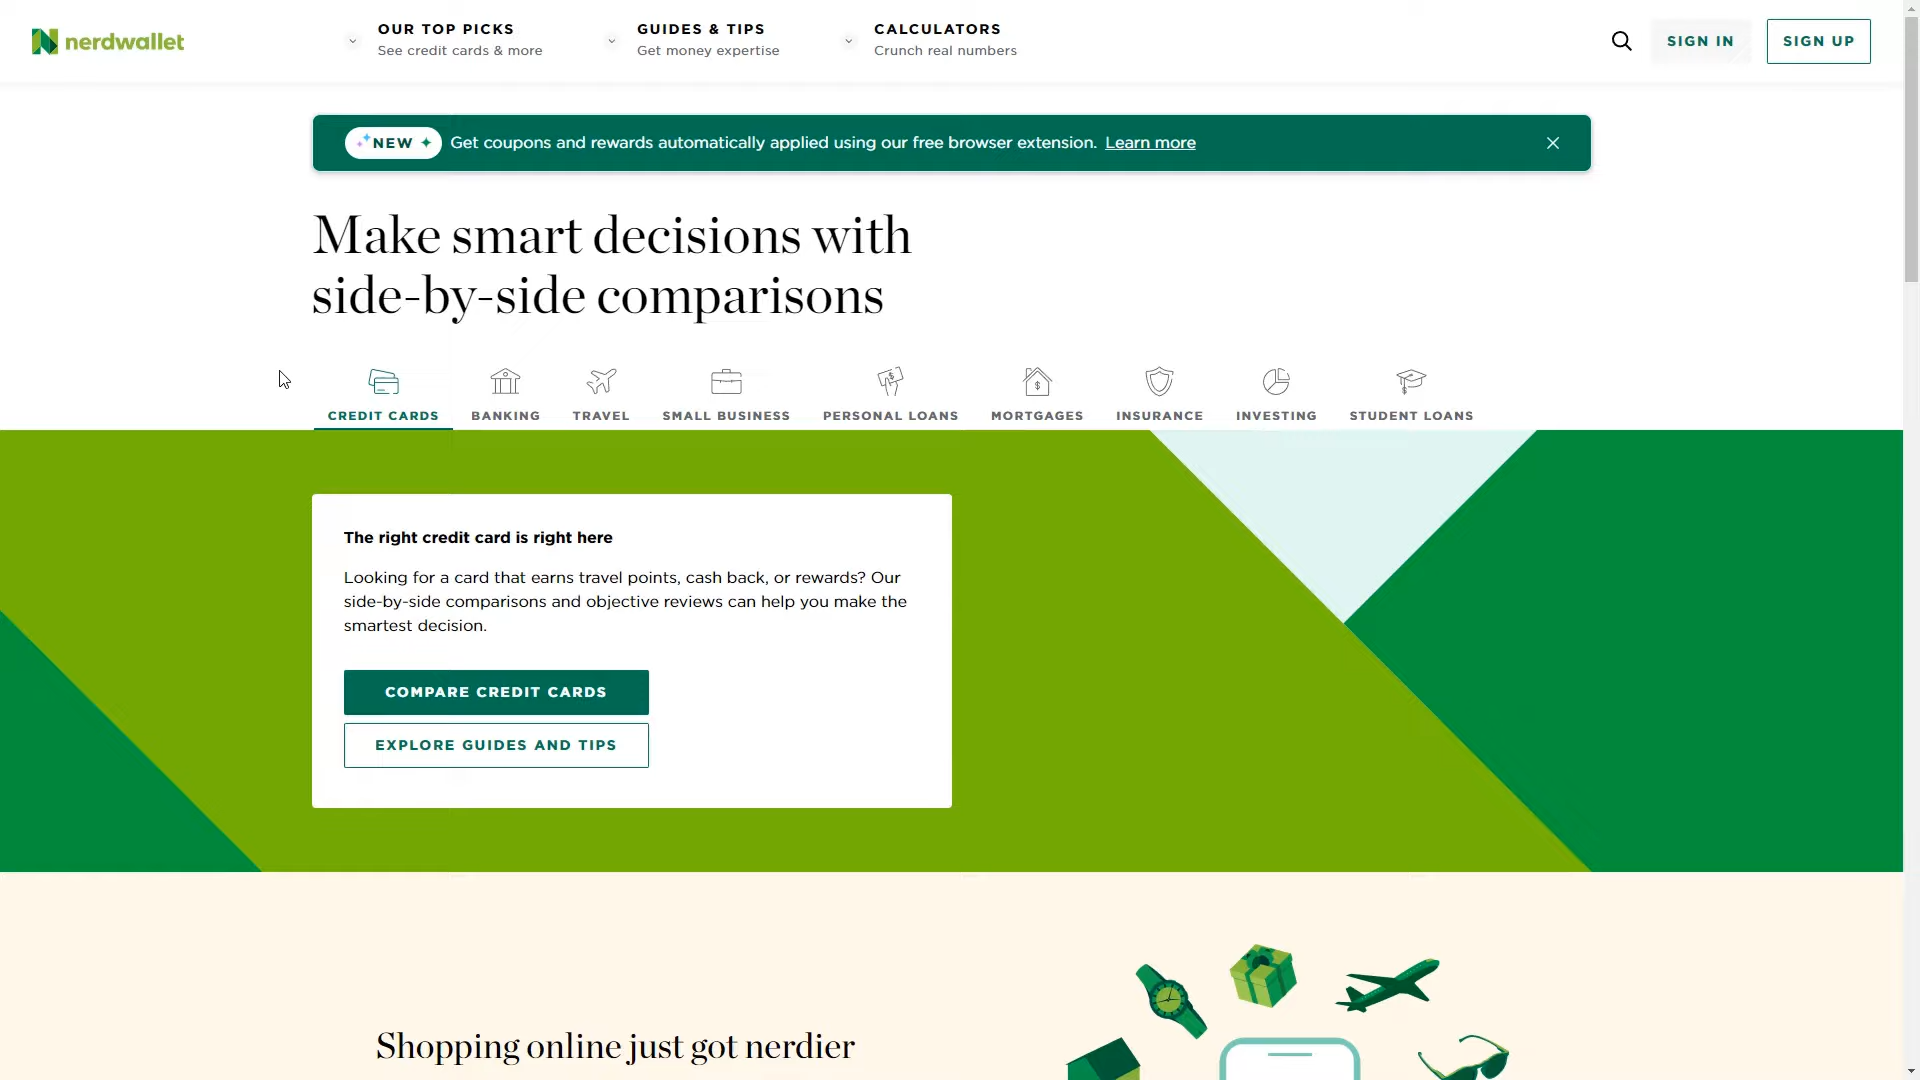 nerdwallet
OUR TOP PICKS
See credit cards & more
GUIDES & TIPS
Get money expertise
CALCULATORS
Crunch real numbers
SIGN IN
SIGN UP
NEW
Get coupons and rewards automatically applied using our free browser extension. Learn more
Make smart decisions with
side-by-side comparisons
CREDIT CARDS
BANKING
TRAVEL
SMALL BUSINESS
PERSONAL LOANS
MORTGAGES
INSURANCE
INVESTING
STUDENT LOANS
The right credit card is right here
Looking for a card that earns travel points, cash back, or rewards? Our
side-by-side comparisons and objective reviews can help you make the
smartest decision.
COMPARE CREDIT CARDS
EXPLORE GUIDES AND TIPS
Shopping online just got nerdier